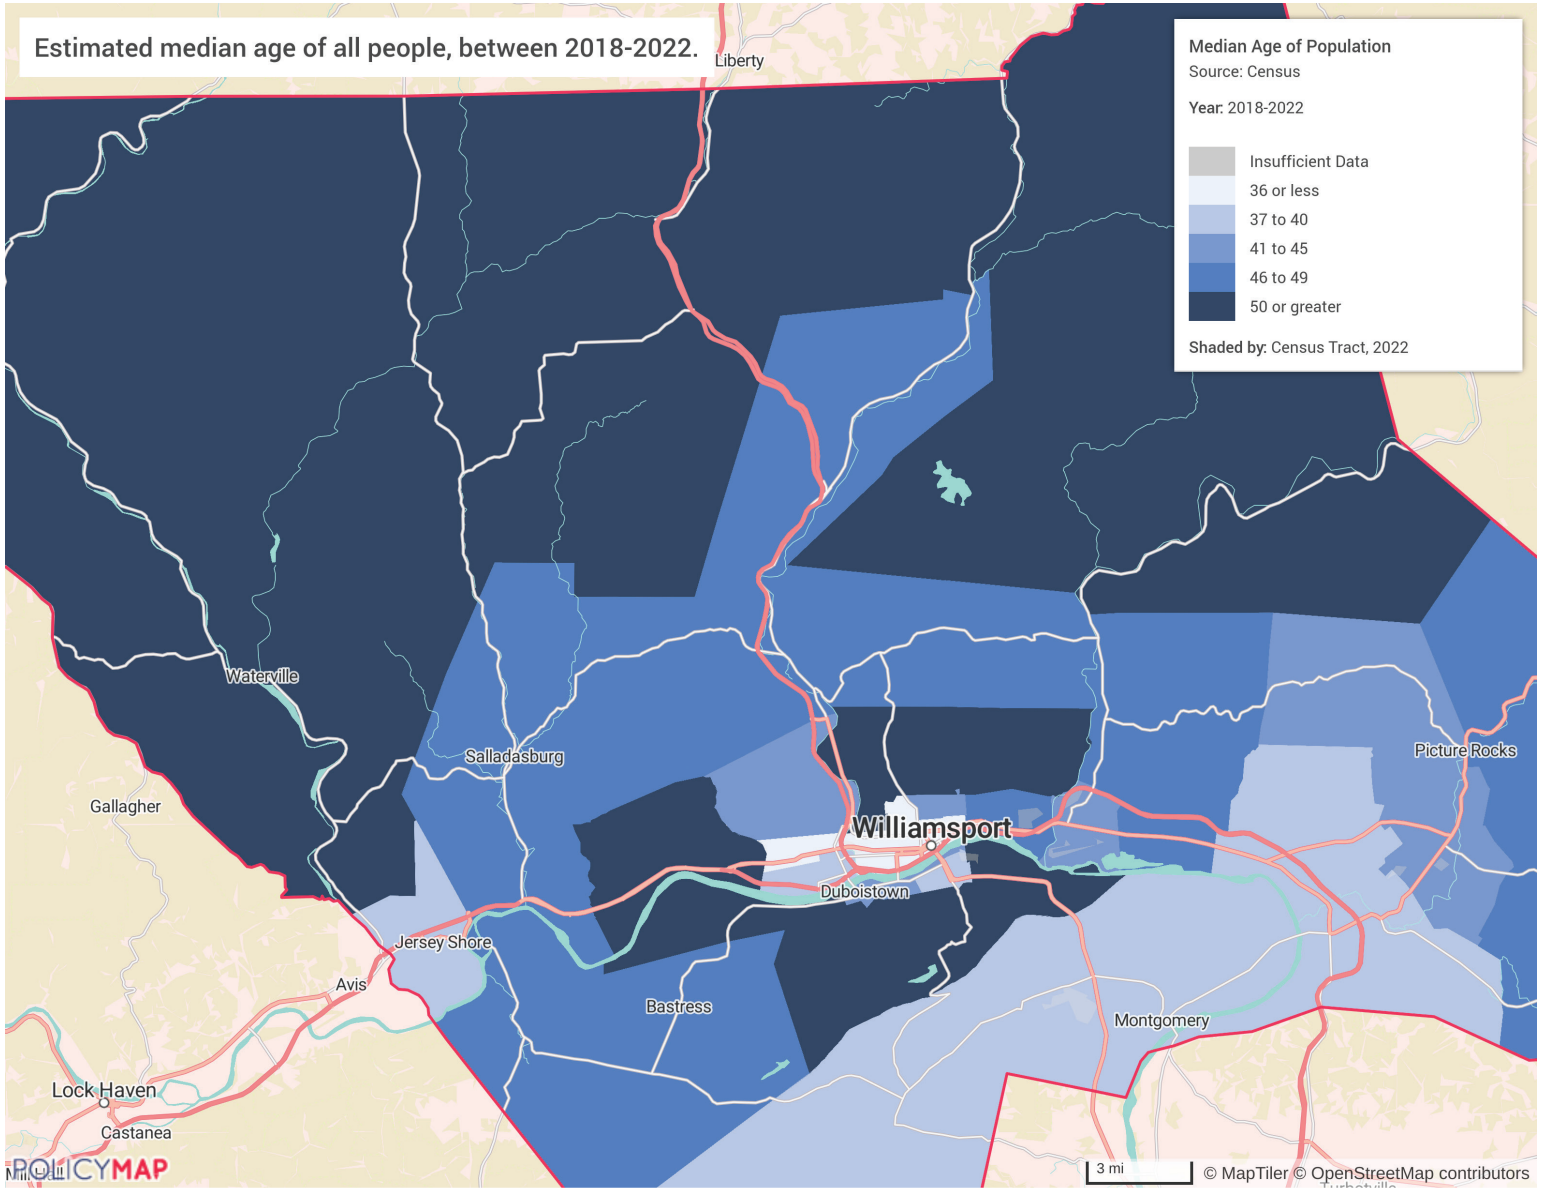 Estimated median age of all people, between 2018-2022.
Liberty
Median Age of Population
Source: Census
Year: 2018-2022
Insufficient Data
36 or less
37 to 40
41 to 45
46 to 49
50 or greater
Shaded by: Census Tract, 2022
Waterville
Salladasburg
Picture Rocks
Gallagher
Williamsport
Duboistown
Jersey Shore
Avis
Bastress
Montgomery
Lock Haven
Castanea
Mill Hall
POLICYMAP
3 mi
© MapTiler © OpenStreetMap contributors
Turbotville